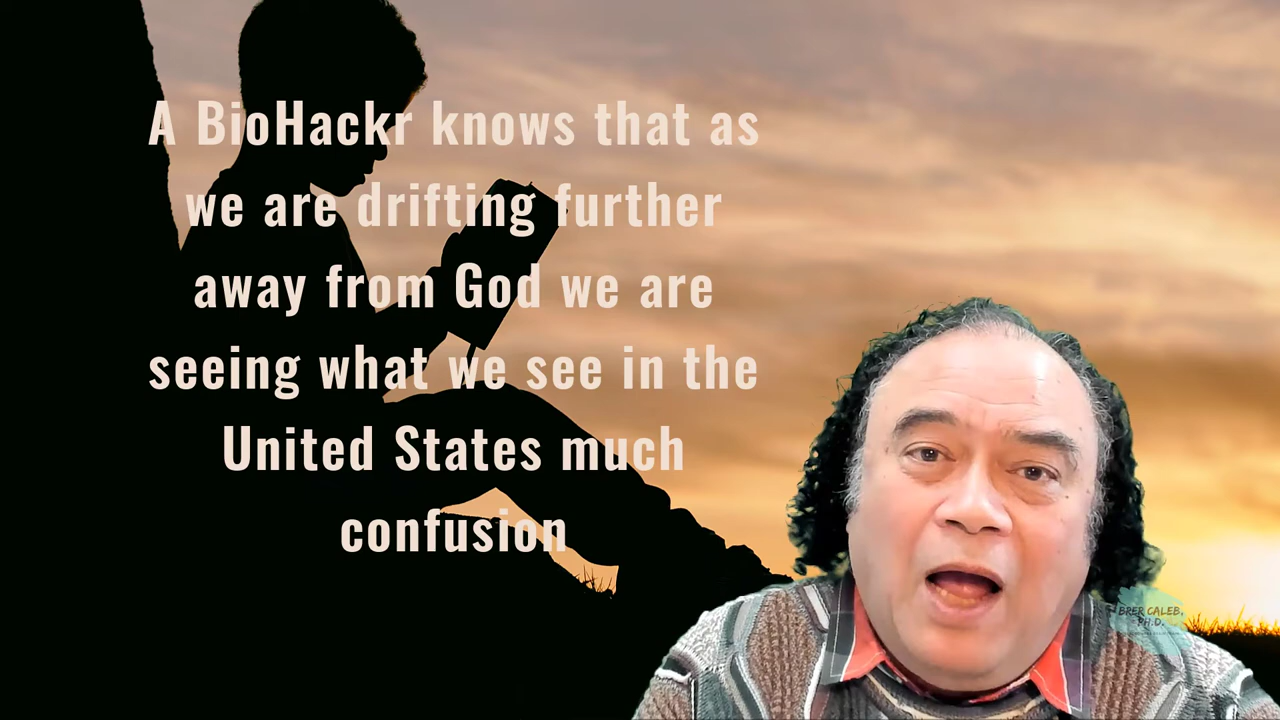 A BioHackr knows that as
we are drifting further
away from God we are
seeing what we see in the
United States much
confusion
BRER CALEB,
PH.D.